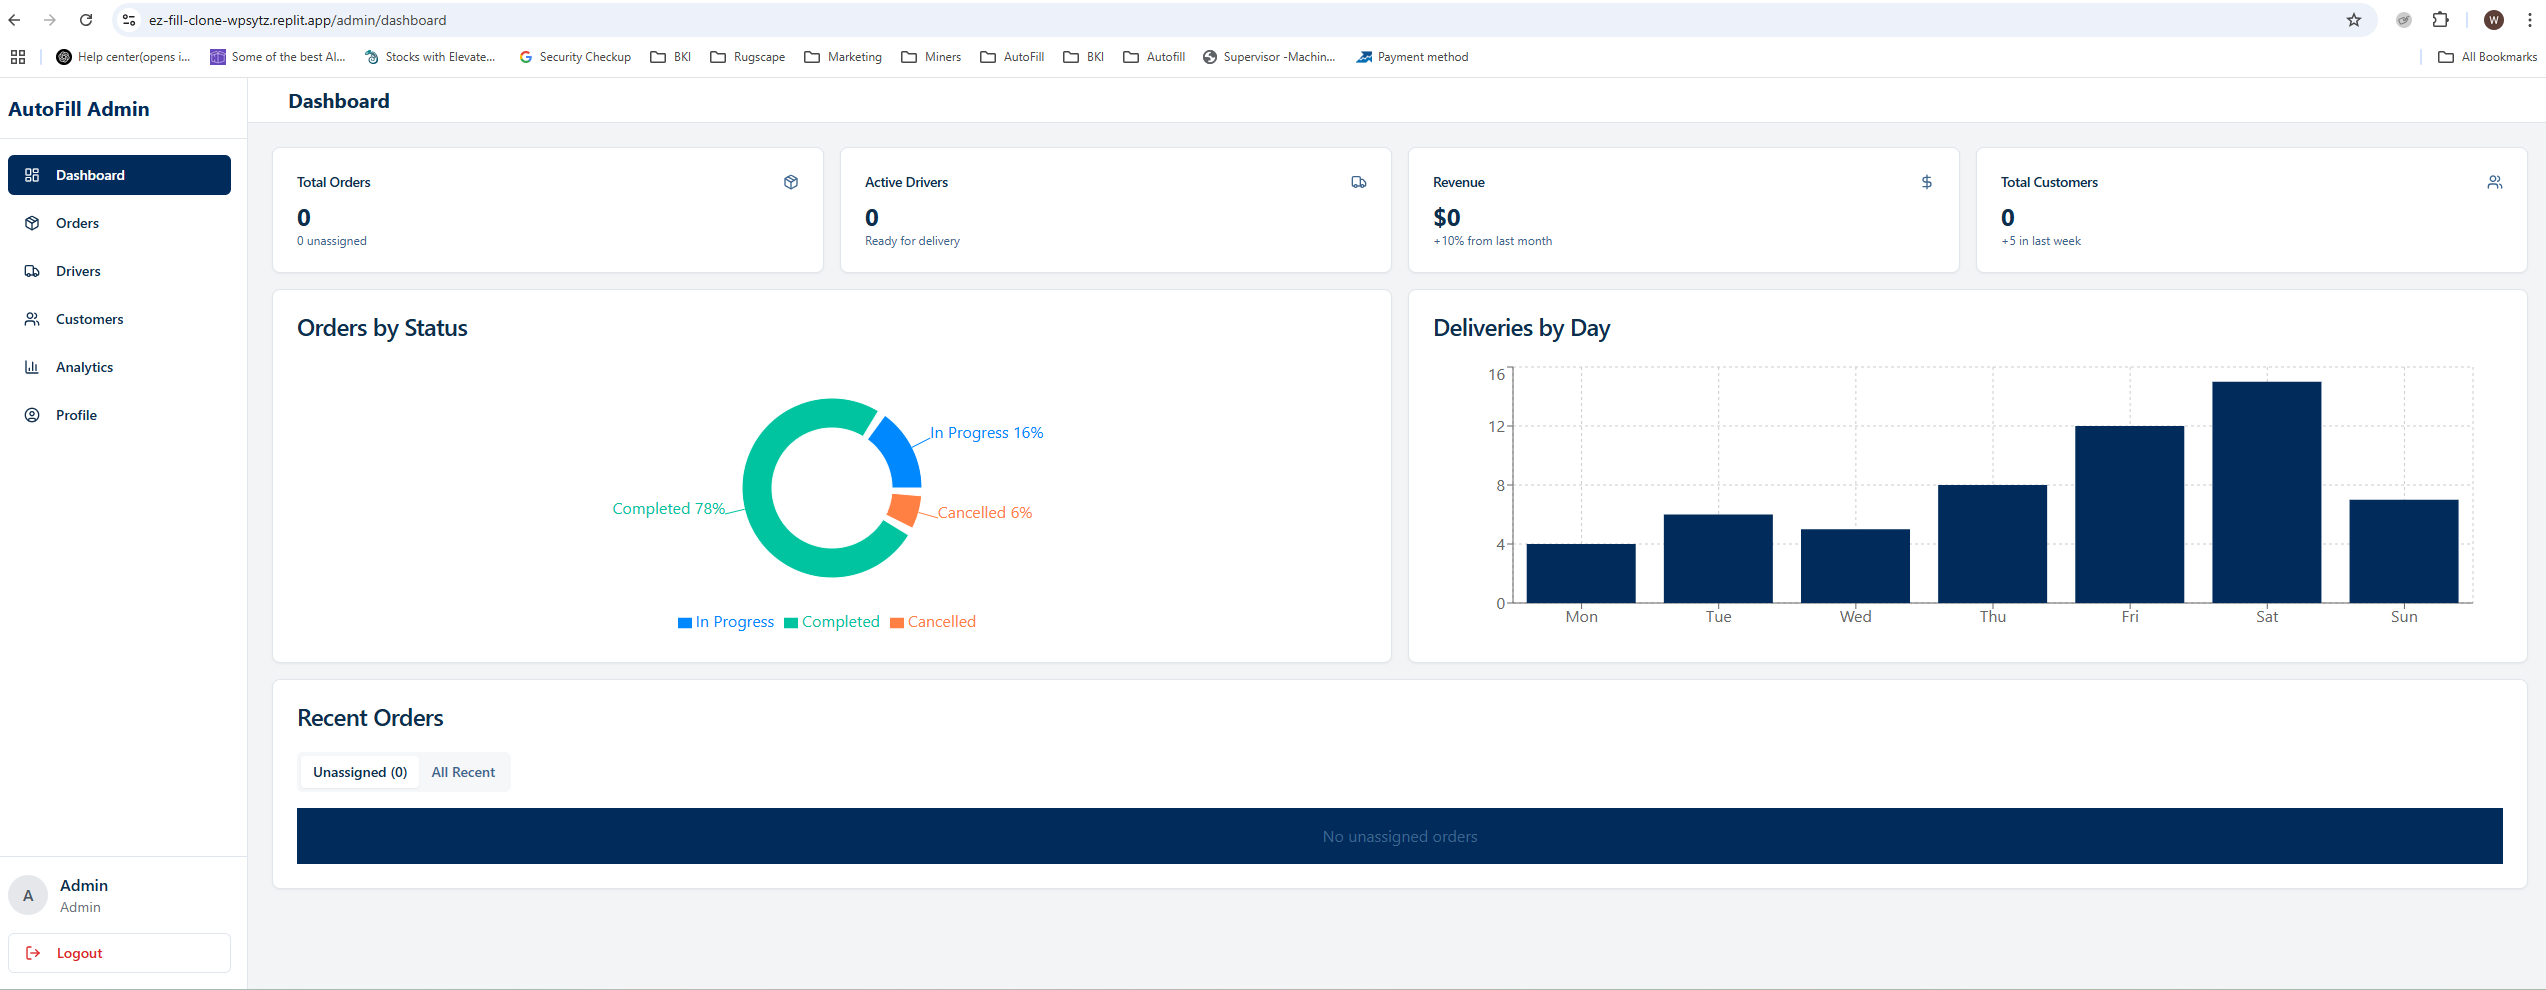 ez-fill-clone-wpsytz.replit.app/admin/dashboard
W
Help center(opens i...
Some of the best AI...
Stocks with Elevate...
Security Checkup
BKI
Rugscape
Marketing
Miners
AutoFill
BKI
Autofill
Supervisor -Machin...
Payment method
All Bookmarks
AutoFill Admin
Dashboard
Orders
Drivers
Customers
Analytics
Profile
A
Admin
Admin
Logout
Dashboard
Total Orders
0
0 unassigned
Active Drivers
0
Ready for delivery
Revenue
$0
+10% from last month
Total Customers
0
+5 in last week
Orders by Status
In Progress 16%
Completed 78%
Cancelled 6%
In Progress Completed Cancelled
Deliveries by Day
16
12
8
4
0
Mon Tue Wed Thu Fri Sat Sun
Recent Orders
Unassigned (0) All Recent
No unassigned orders